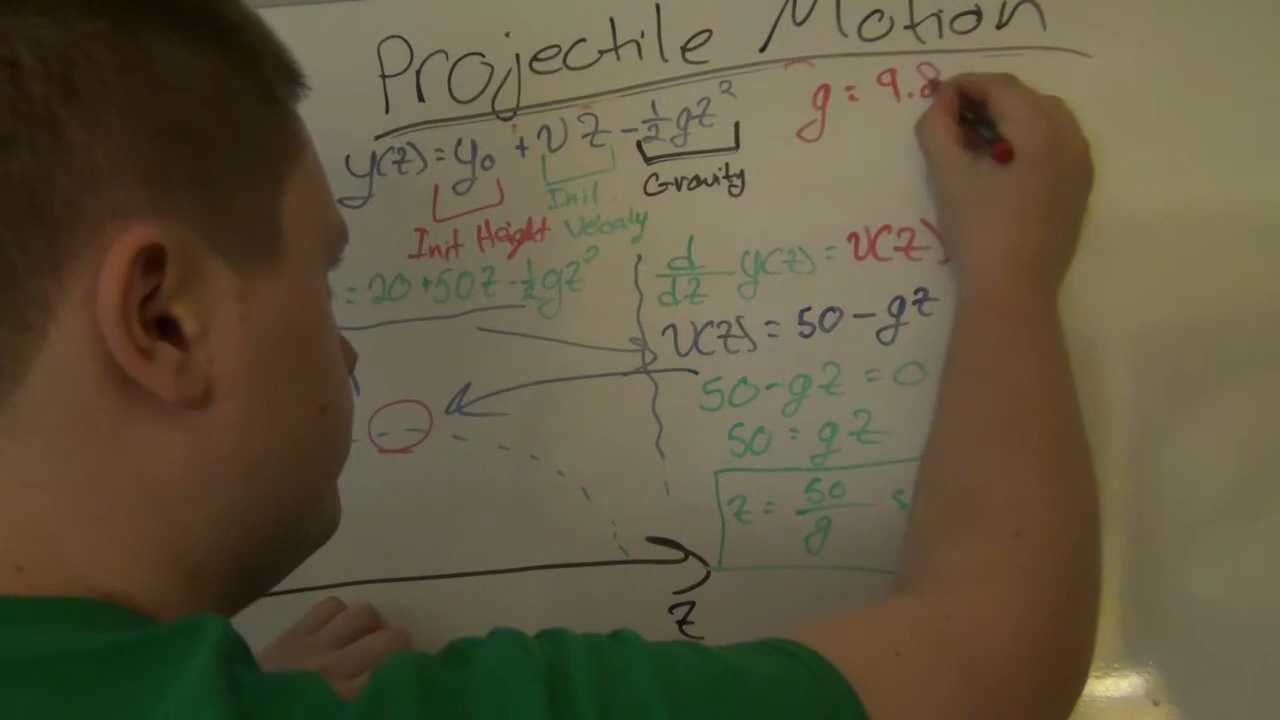 Projectile Motion
y(z) = y₀ + vz - ½gz²
g = 9.8
Init Height
Init Velocity
Gravity
= 20 + 50z - ½gz²
d/dz y(z) = v(z)
v(z) = 50 - gz
50 - gz = 0
50 = gz
z = 50/g s
z